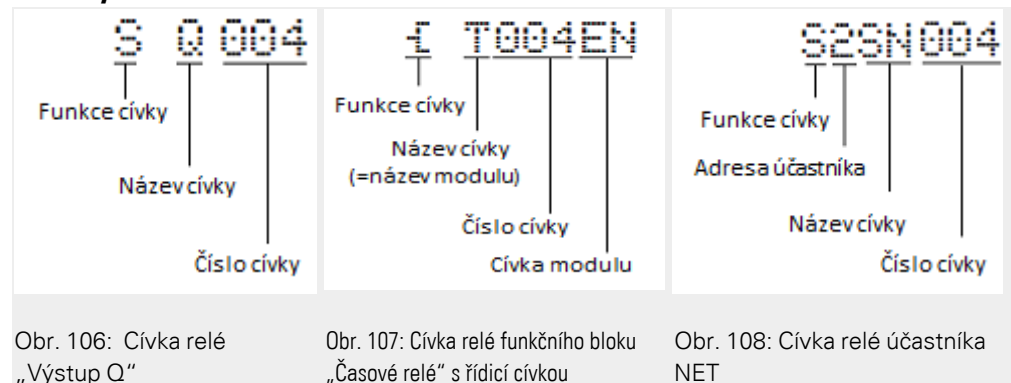 S Q 004
Funkce cívky
Název cívky
Číslo cívky
Obr. 106: Cívka relé
„Výstup Q“
T004EN
Funkce cívky
Název cívky
(=název modulu)
Číslo cívky
Cívka modulu
Obr. 107: Cívka relé funkčního bloku
„Časové relé“ s řídicí cívkou
S2SN004
Funkce cívky
Adresa účastníka
Název cívky
Číslo cívky
Obr. 108: Cívka relé účastníka
NET